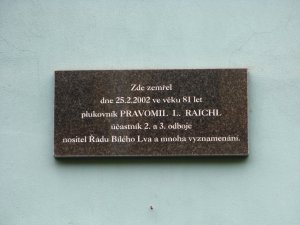 Zde zemřel
dne 25.2.2002 ve věku 81 let
plukovník PRAVOMIL L. RAICHL
účastník 2. a 3. odboje
nositel Řádu Bílého Lva a mnoha vyznamenání.